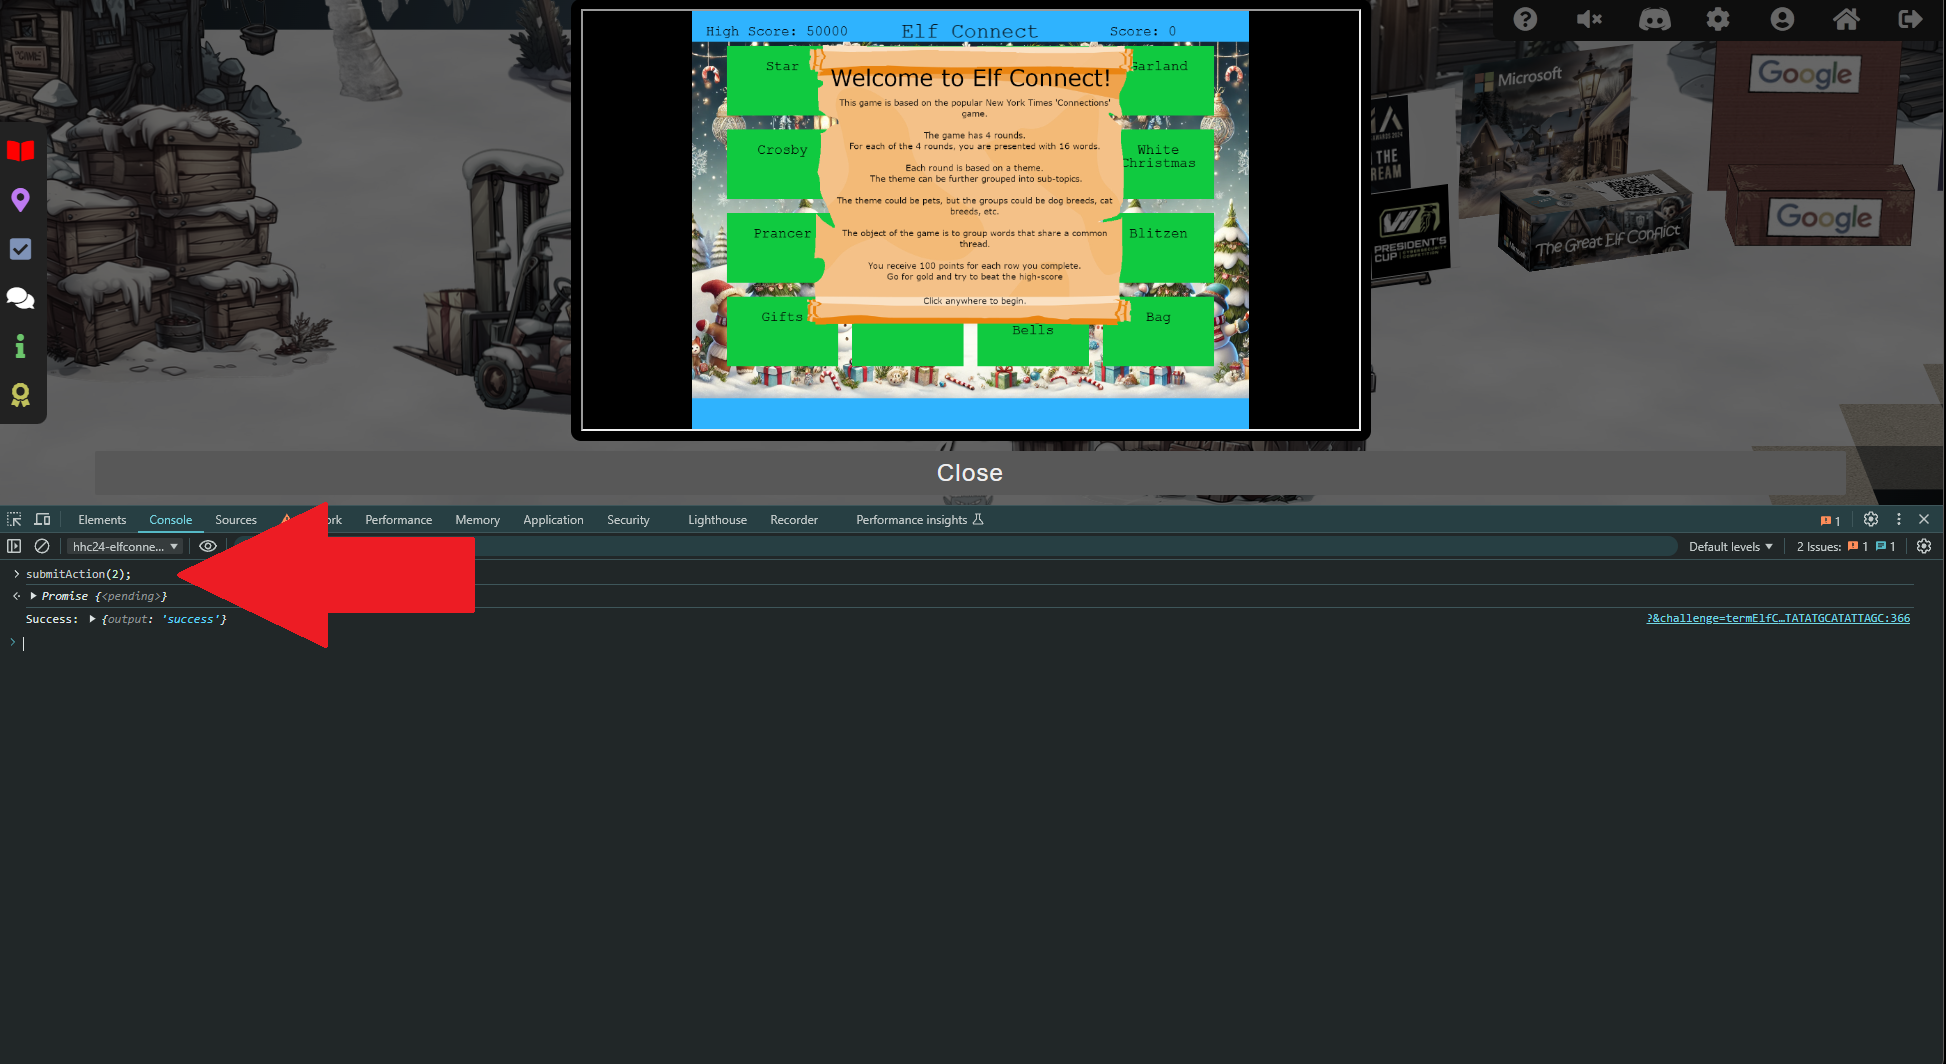 High Score: 50000
Elf Connect
Score: 0
Star
Garland
Welcome to Elf Connect!
This game is based on the popular New York Times 'Connections'
game.
The game has 4 rounds.
For each of the 4 rounds, you are presented with 16 words.
Crosby
White
Christmas
Each round is based on a theme.
The theme can be further grouped into sub-topics.
The theme could be pets, but the groups could be dog breeds, cat
breeds, etc.
Prancer
Blitzen
The object of the game is to group words that share a common
thread.
You receive 100 points for each row you complete.
Go for gold and try to beat the high-score
Click anywhere to begin.
Gifts
Bells
Bag
Microsoft
Google
Google
The Great Elf Conflict
PRESIDENT'S
CUP
Close
Elements
Console
Sources
Performance
Memory
Application
Security
Lighthouse
Recorder
Performance insights
1
hhc24-elfconne...
Default levels
2 Issues:
1
1
submitAction(2);
Promise {<pending>}
Success: {output: 'success'}
?&challenge=termElfC…TATATGCATATTAGC:366